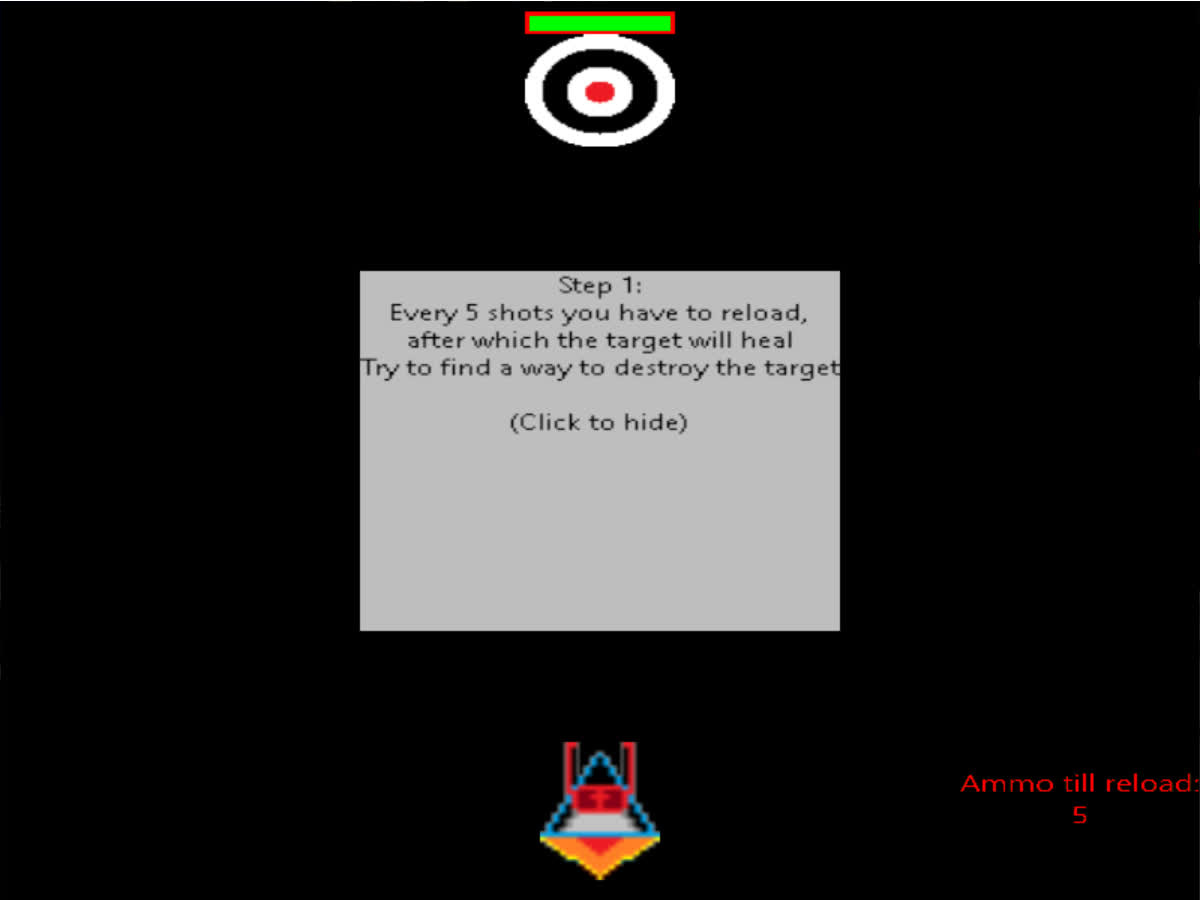 Step 1:
Every 5 shots you have to reload,
after which the target will heal
Try to find a way to destroy the target
(Click to hide)
Ammo till reload:
5